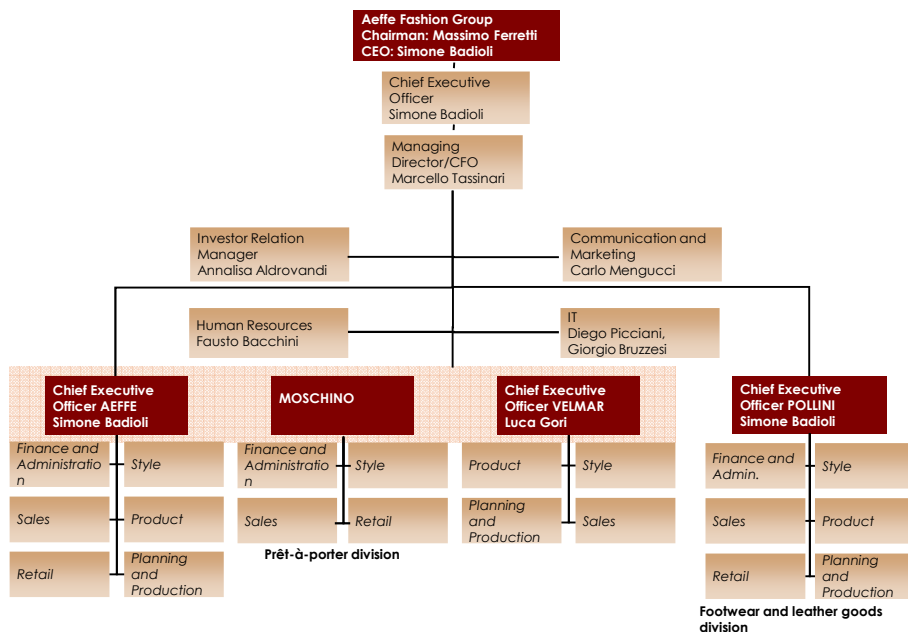 Aeffe Fashion Group
Chairman: Massimo Ferretti
CEO: Simone Badioli
Chief Executive
Officer
Simone Badioli
Managing
Director/CFO
Marcello Tassinari
Investor Relation
Manager
Annalisa Aldrovandi
Communication and
Marketing
Carlo Mengucci
Human Resources
Fausto Bacchini
IT
Diego Picciani,
Giorgio Bruzzesi
Chief Executive
Officer AEFFE
Simone Badioli
MOSCHINO
Chief Executive
Officer VELMAR
Luca Gori
Chief Executive
Officer POLLINI
Simone Badioli
Finance and
Administratio
n
Style
Sales
Product
Retail
Planning
and
Production
Finance and
Administratio
n
Style
Sales
Retail
Product
Style
Planning
and
Production
Sales
Finance and
Admin.
Style
Sales
Product
Retail
Planning
and
Production
Prêt-à-porter division
Footwear and leather goods
division